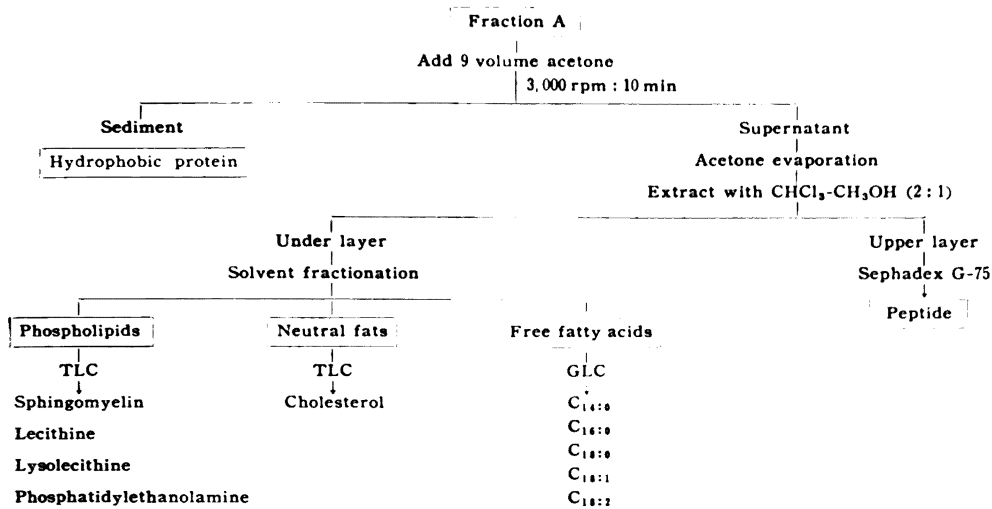 Fraction A
Add 9 volume acetone
3,000 rpm : 10 min
Sediment
Supernatant
Hydrophobic protein
Acetone evaporation
Extract with CHCl₃-CH₃OH (2 : 1)
Under layer
Upper layer
Solvent fractionation
Sephadex G-75
Peptide
Phospholipids
Neutral fats
Free fatty acids
TLC
TLC
GLC
Sphingomyelin
Cholesterol
C₁₄:₀
Lecithine
C₁₆:₀
C₁₈:₀
Lysolecithine
C₁₈:₁
Phosphatidylethanolamine
C₁₈:₂